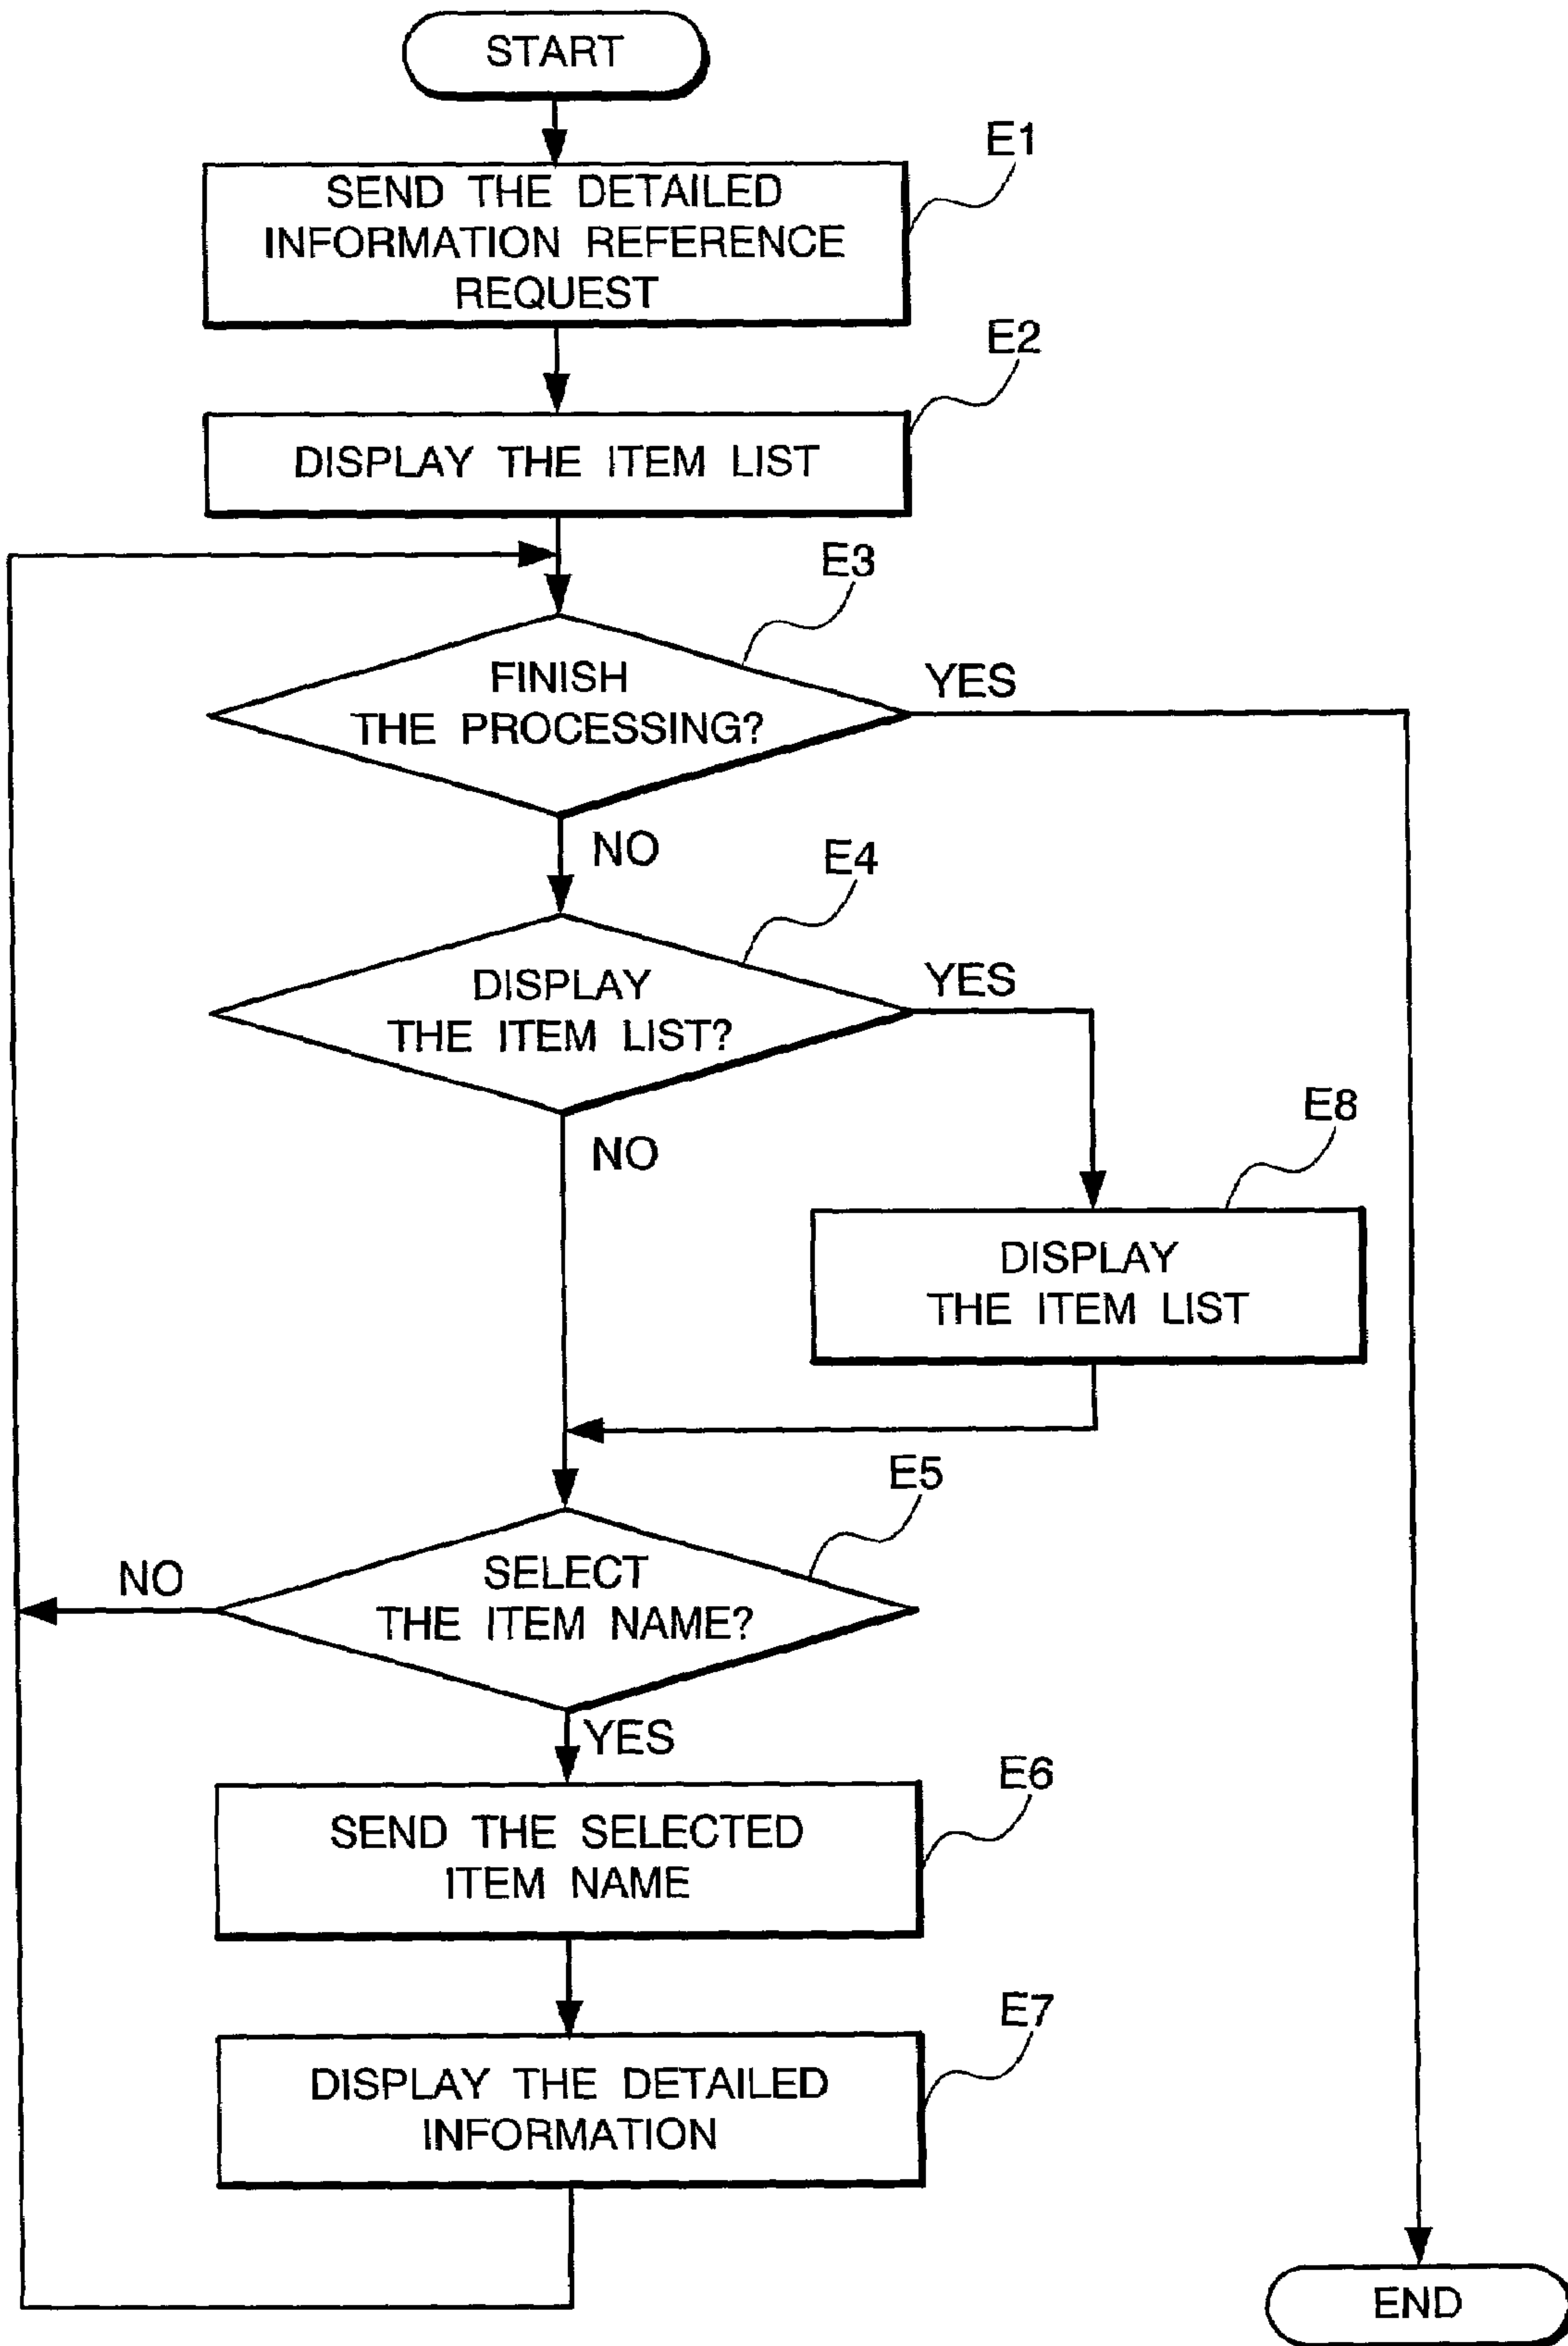 START
E1
SEND THE DETAILED
INFORMATION REFERENCE
REQUEST
E2
DISPLAY THE ITEM LIST
E3
FINISH
THE PROCESSING?
YES
NO
E4
DISPLAY
THE ITEM LIST?
YES
NO
E8
DISPLAY
THE ITEM LIST
E5
SELECT
THE ITEM NAME?
NO
YES
E6
SEND THE SELECTED
ITEM NAME
E7
DISPLAY THE DETAILED
INFORMATION
END